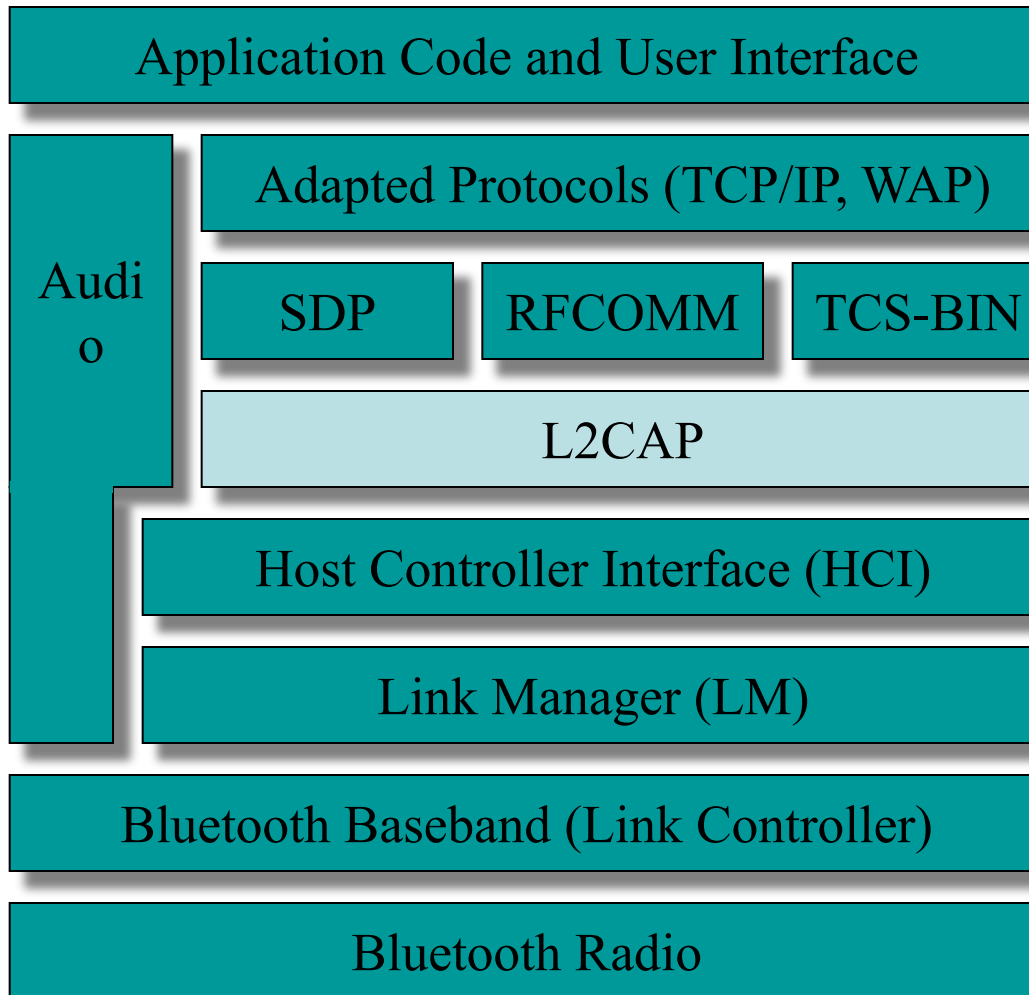 Application Code and User Interface
Adapted Protocols (TCP/IP, WAP)
Audi
o
SDP
RFCOMM
TCS-BIN
L2CAP
Host Controller Interface (HCI)
Link Manager (LM)
Bluetooth Baseband (Link Controller)
Bluetooth Radio